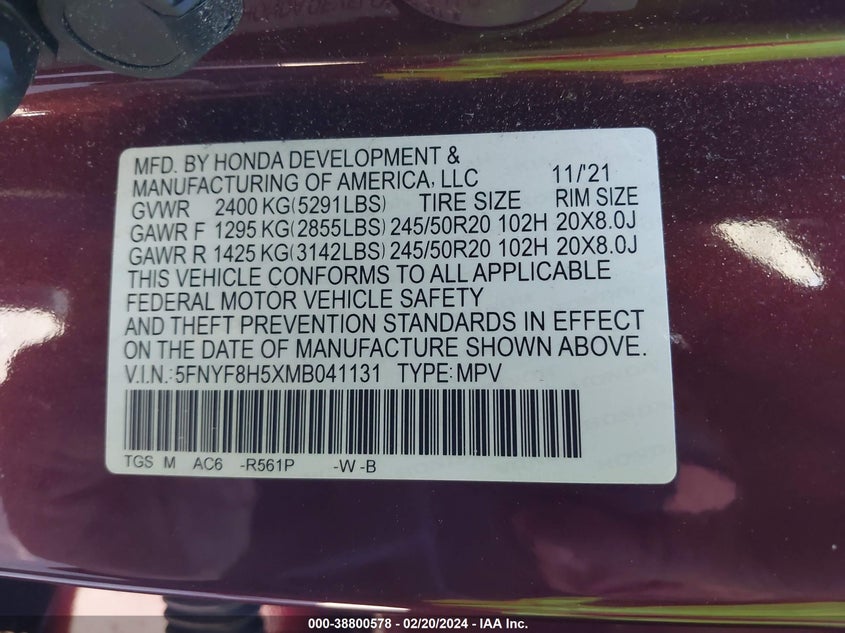 MFD. BY HONDA DEVELOPMENT &
MANUFACTURING OF AMERICA, LLC 11/'21
GVWR 2400 KG(5291LBS) TIRE SIZE RIM SIZE
GAWR F 1295 KG(2855LBS) 245/50R20 102H 20X8.0J
GAWR R 1425 KG(3142LBS) 245/50R20 102H 20X8.0J
THIS VEHICLE CONFORMS TO ALL APPLICABLE
FEDERAL MOTOR VEHICLE SAFETY
AND THEFT PREVENTION STANDARDS IN EFFECT
ON THE DATE OF MANUFACTURE SHOWN ABOVE.
V.I.N.:5FNYF8H5XMB041131 TYPE:MPV
TGS M AC6 -R561P -W -B
000-38800578 - 02/20/2024 - IAA Inc.